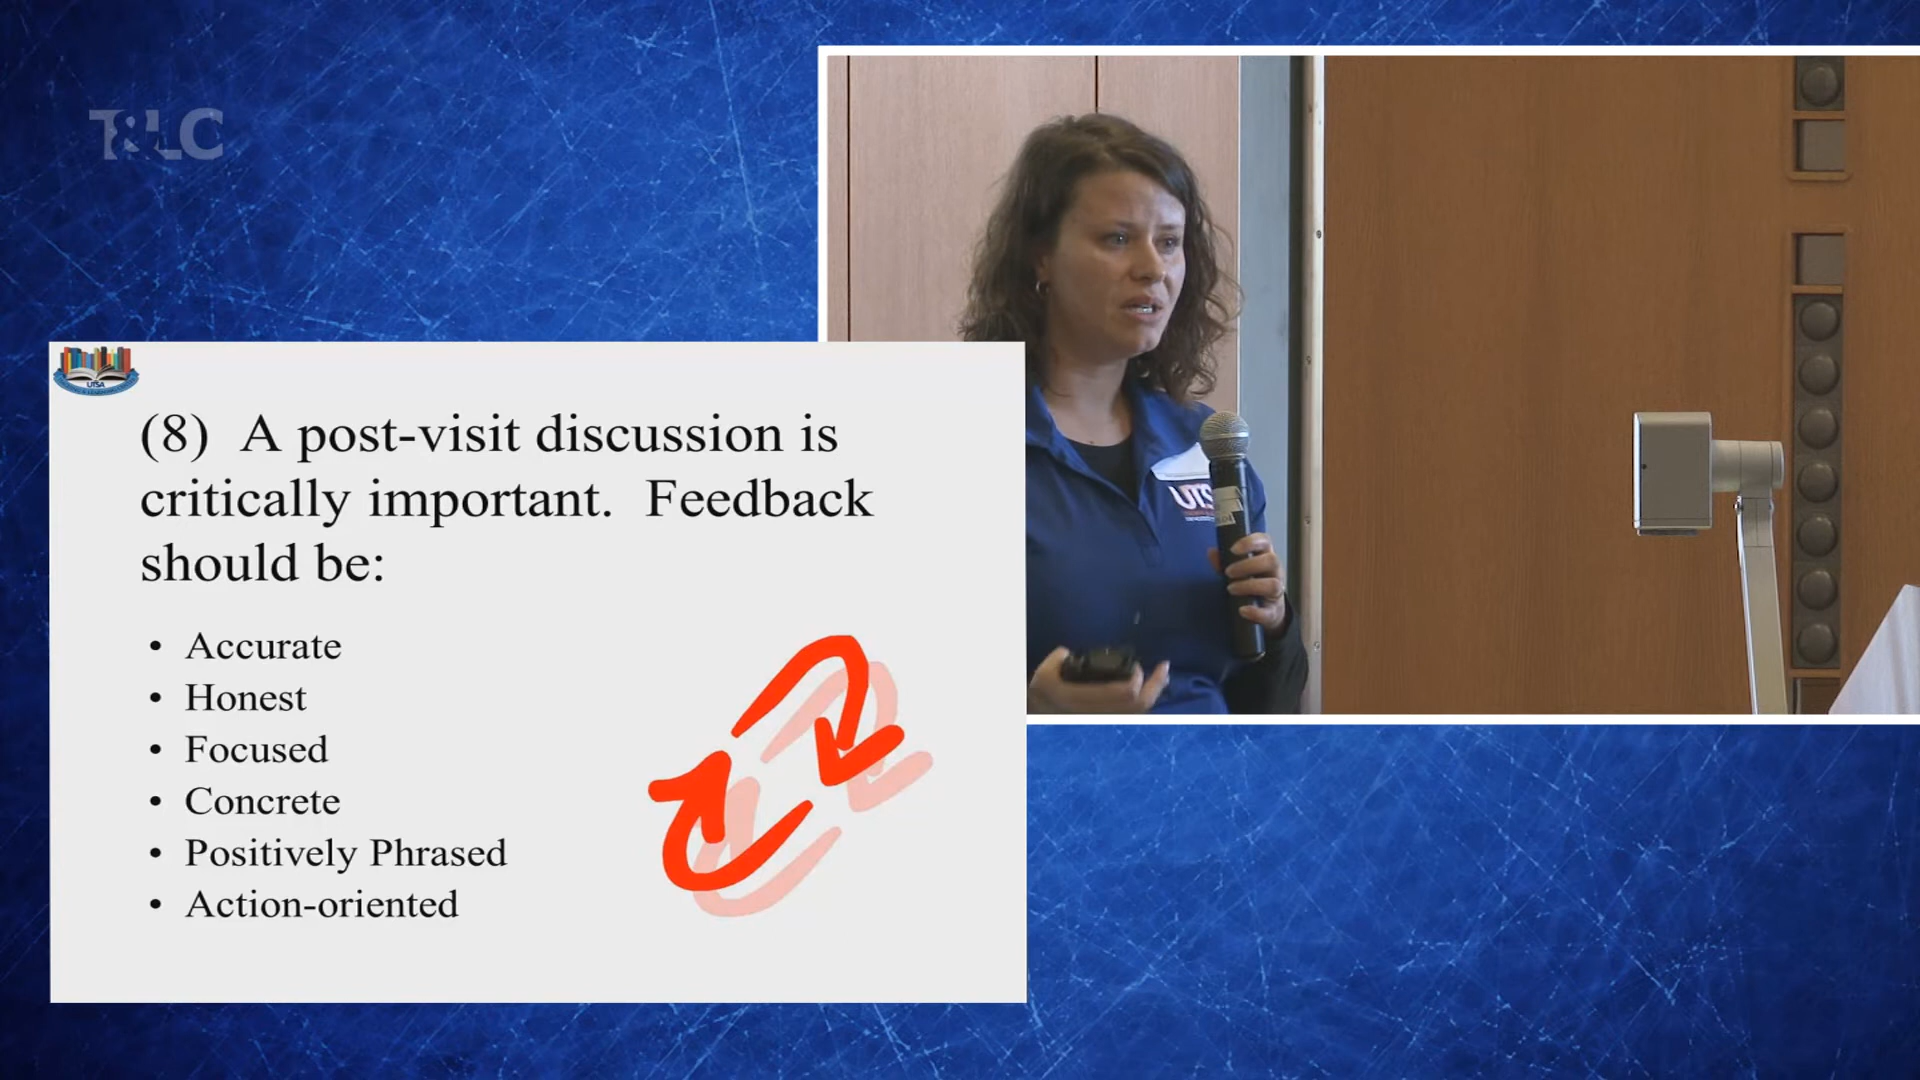 T&LC
UTSA
(8) A post-visit discussion is
critically important. Feedback
should be:
• Accurate
• Honest
• Focused
• Concrete
• Positively Phrased
• Action-oriented